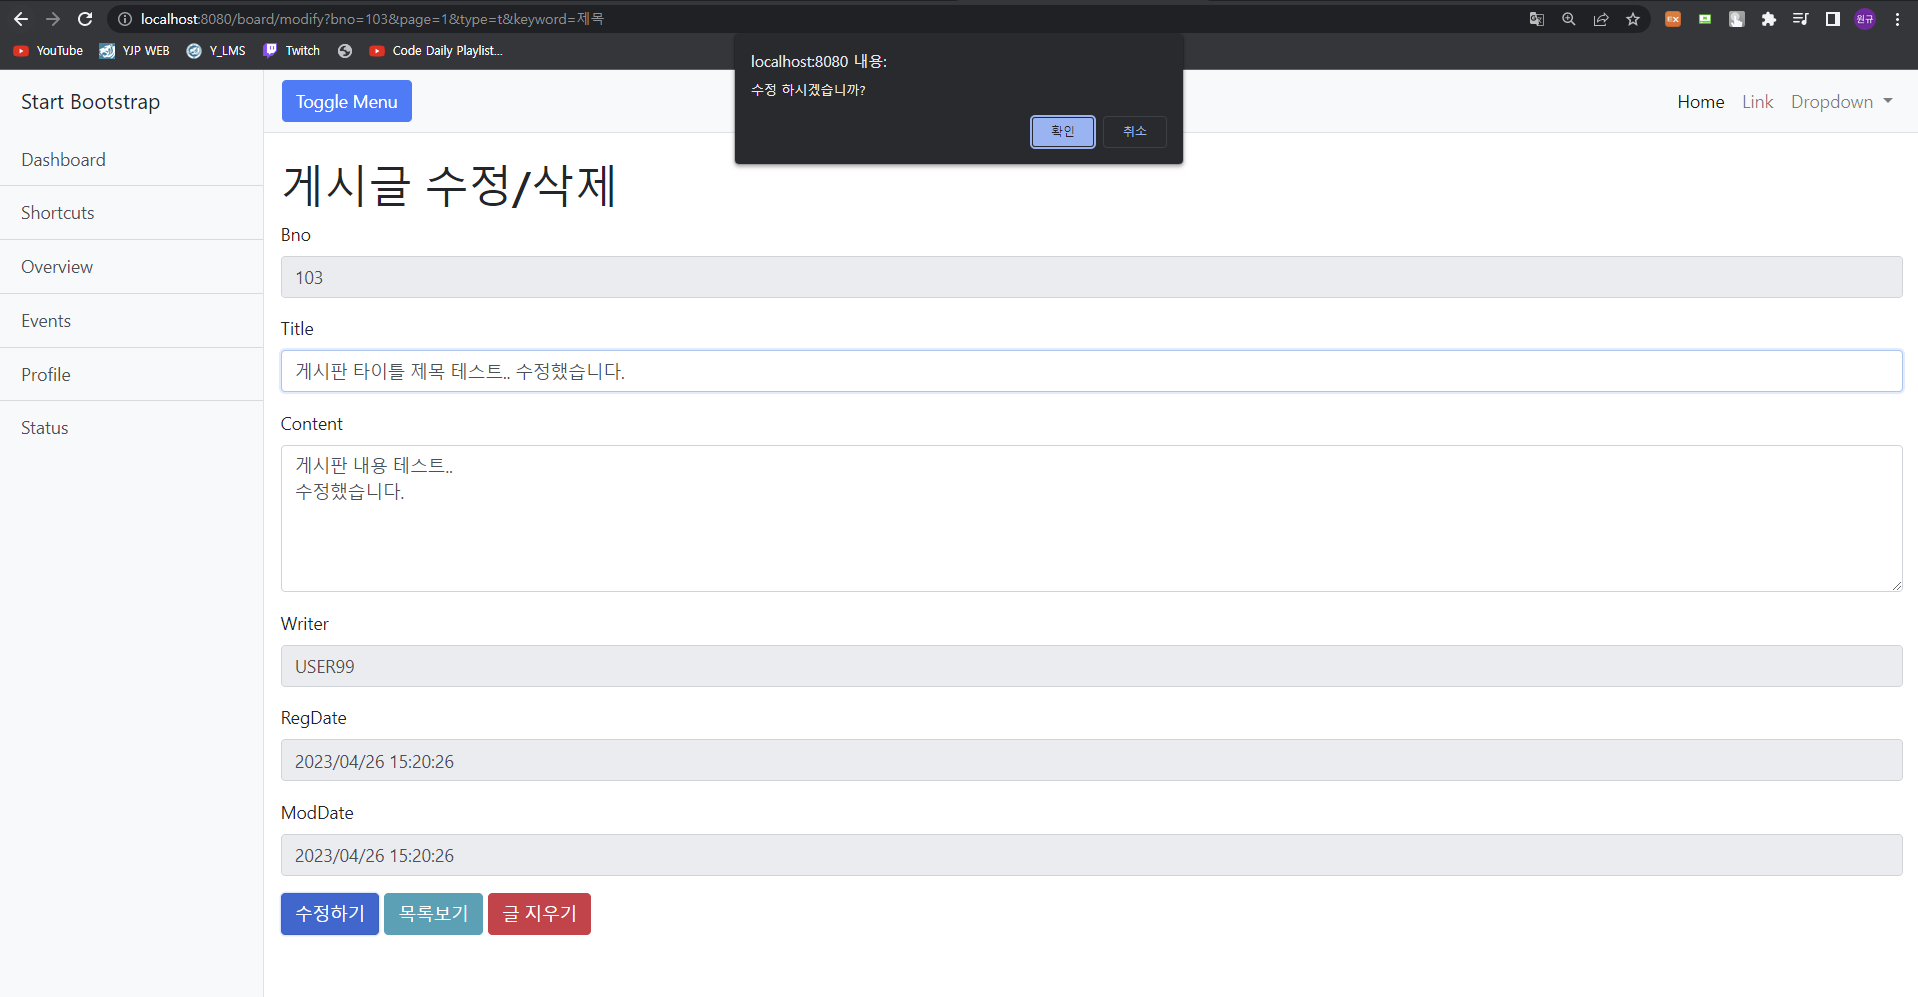 localhost:8080/board/modify?bno=103&page=1&type=t&keyword=제목
EX
원규
YouTube
YJP WEB
Y_LMS
Twitch
Code Daily Playlist...
localhost:8080 내용:
수정 하시겠습니까?
확인
취소
Start Bootstrap
Toggle Menu
Home
Link
Dropdown
Dashboard
Shortcuts
Overview
Events
Profile
Status
게시글 수정/삭제
Bno
103
Title
게시판 타이틀 제목 테스트.. 수정했습니다.
Content
게시판 내용 테스트..
수정했습니다.
Writer
USER99
RegDate
2023/04/26 15:20:26
ModDate
2023/04/26 15:20:26
수정하기
목록보기
글 지우기